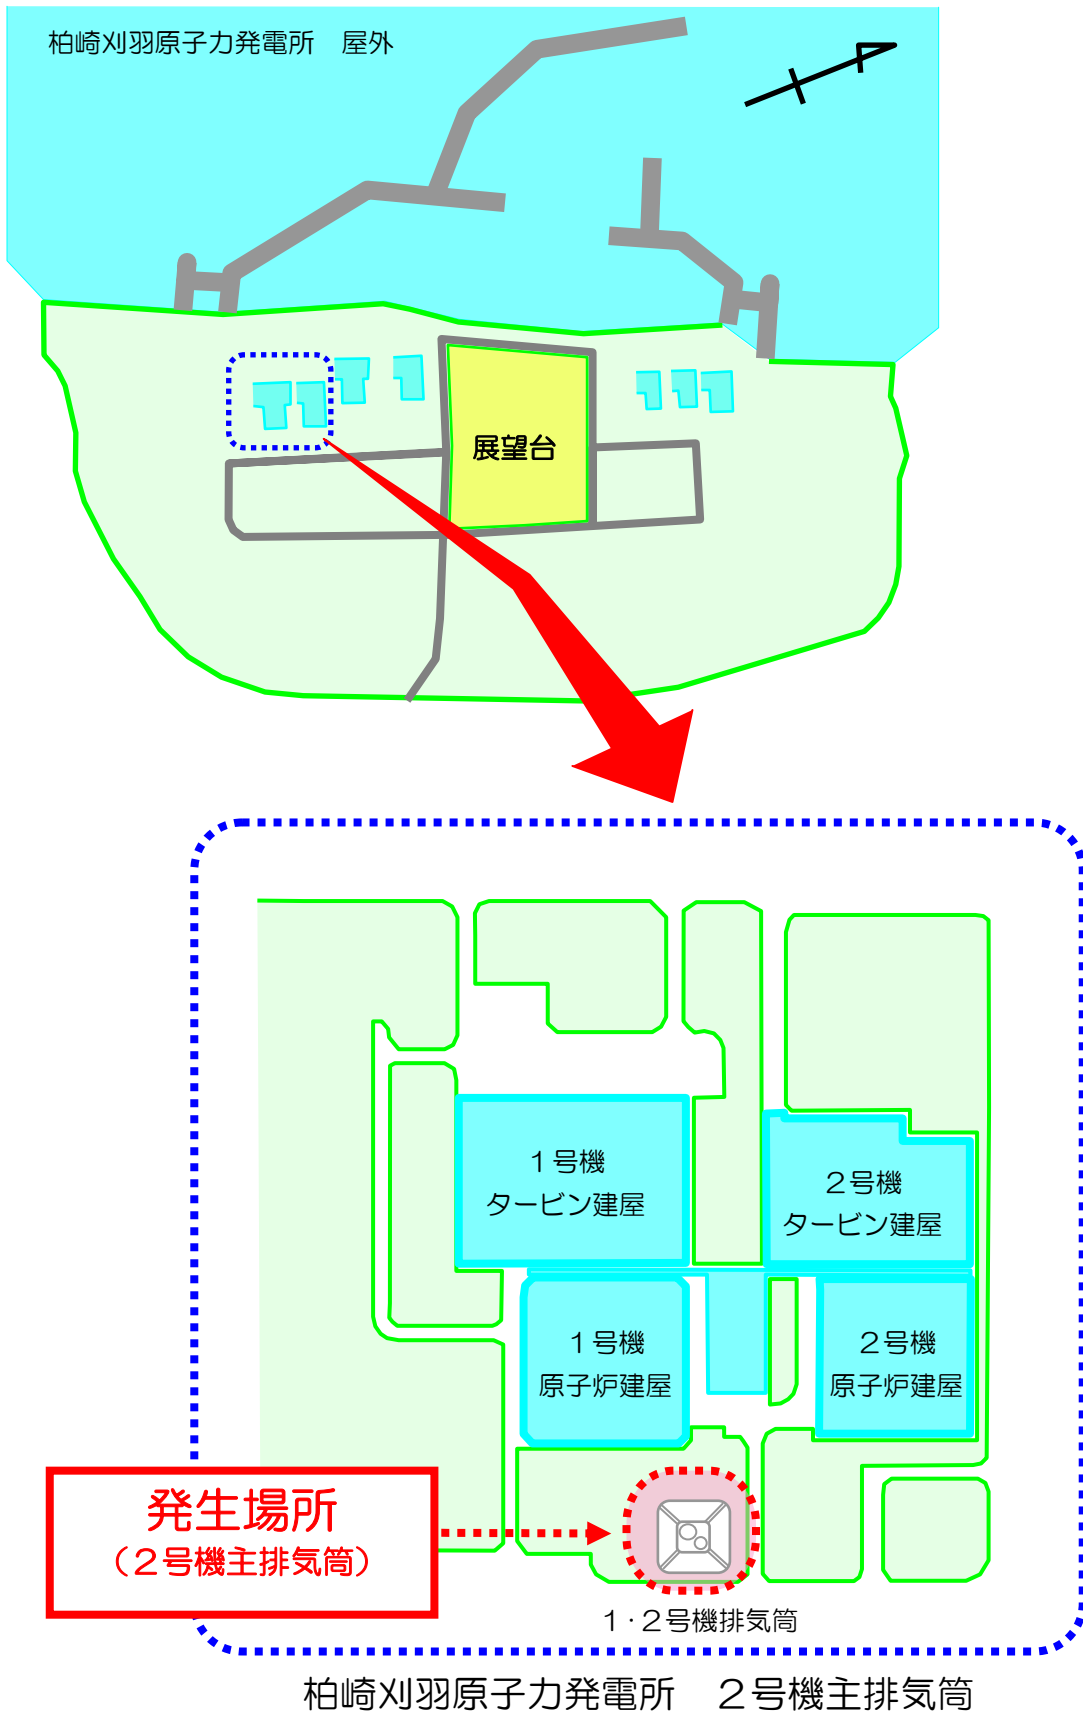 柏崎刈羽原子力発電所　屋外
展望台
１号機
タービン建屋
２号機
タービン建屋
１号機
原子炉建屋
２号機
原子炉建屋
発生場所
（２号機主排気筒）
１・２号機排気筒
柏崎刈羽原子力発電所　２号機主排気筒